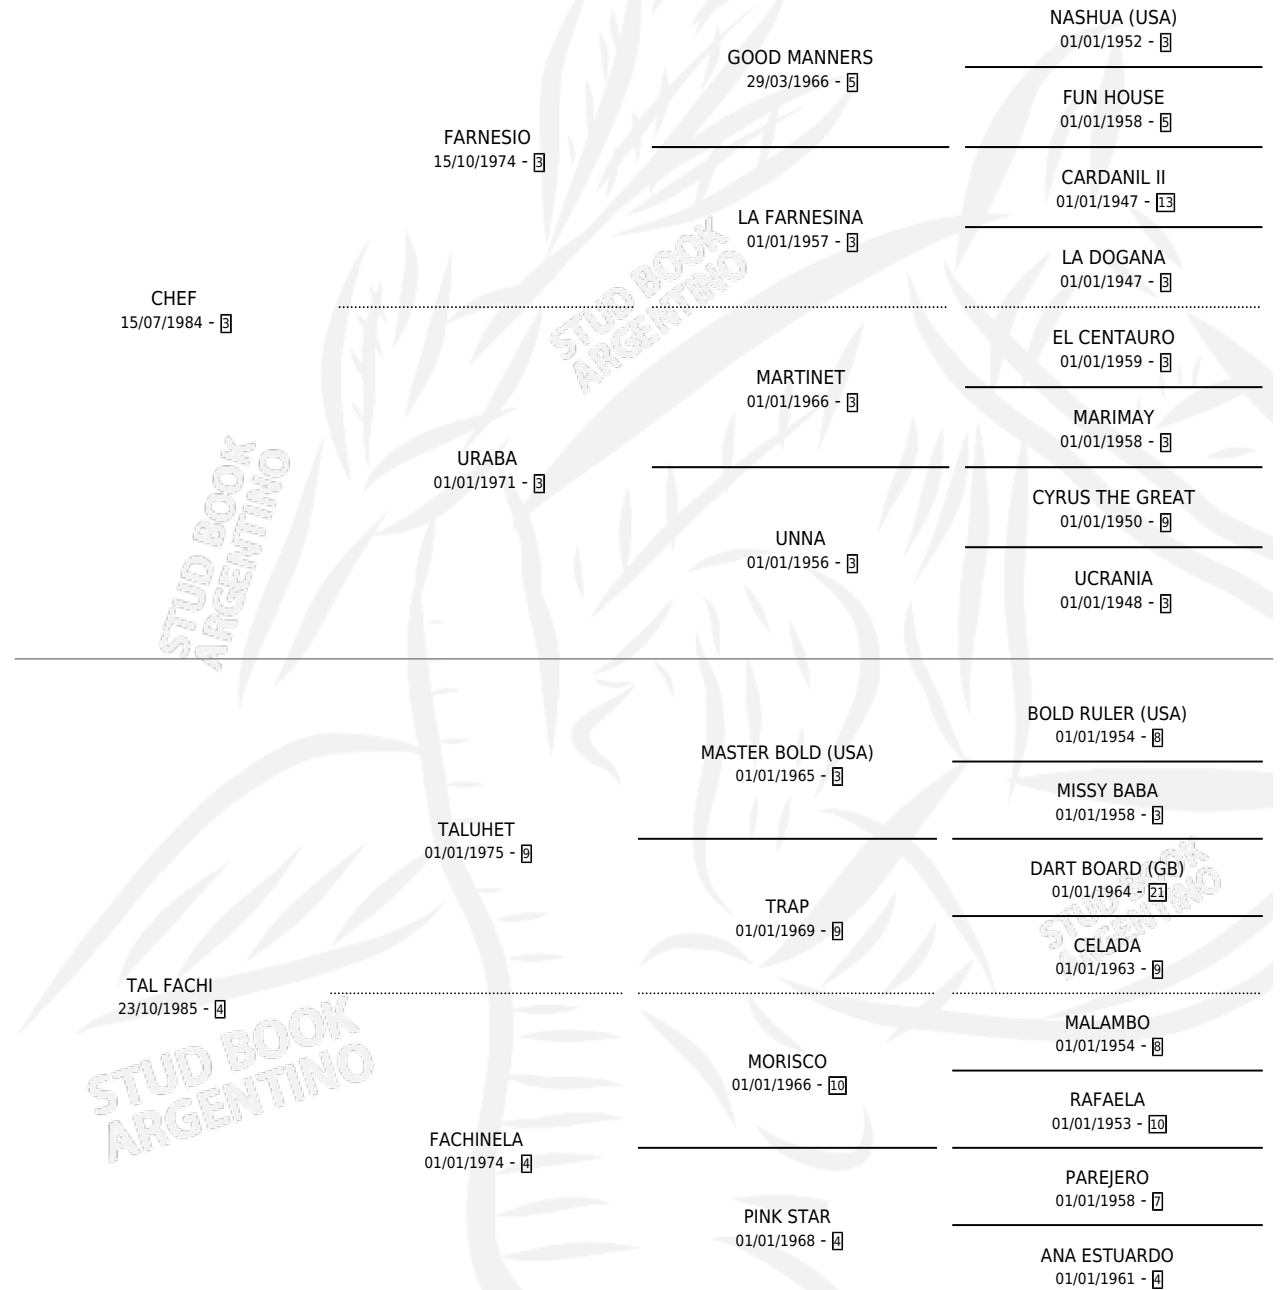 NASHUA (USA)
01/01/1952 - 3
GOOD MANNERS
29/03/1966 - 5
FUN HOUSE
01/01/1958 - 5
FARNESIO
15/10/1974 - 3
CARDANIL II
01/01/1947 - 13
LA FARNESINA
01/01/1957 - 3
LA DOGANA
01/01/1947 - 3
CHEF
15/07/1984 - 3
EL CENTAURO
01/01/1959 - 3
MARTINET
01/01/1966 - 3
MARIMAY
01/01/1958 - 3
URABA
01/01/1971 - 3
CYRUS THE GREAT
01/01/1950 - 9
UNNA
01/01/1956 - 3
UCRANIA
01/01/1948 - 3
BOLD RULER (USA)
01/01/1954 - 8
MASTER BOLD (USA)
01/01/1965 - 3
MISSY BABA
01/01/1958 - 3
TALUHET
01/01/1975 - 9
DART BOARD (GB)
01/01/1964 - 21
TRAP
01/01/1969 - 9
CELADA
01/01/1963 - 9
TAL FACHI
23/10/1985 - 4
MALAMBO
01/01/1954 - 8
MORISCO
01/01/1966 - 10
RAFAELA
01/01/1953 - 10
FACHINELA
01/01/1974 - 4
PAREJERO
01/01/1958 - 7
PINK STAR
01/01/1968 - 4
ANA ESTUARDO
01/01/1961 - 4
STUD BOOK
ARGENTINO
STUD BOOK
ARGENTINO
STUD BOOK
ARGENTINO
STUD BOOK
ARGENTINO